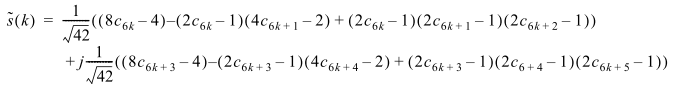 s̃(k) = 1/√42 ((8c_{6k} – 4)–(2c_{6k} – 1)(4c_{6k+1} – 2) + (2c_{6k} – 1)(2c_{6k+1} – 1)(2c_{6k+2} – 1))
+ j 1/√42 ((8c_{6k+3} – 4)–(2c_{6k+3} – 1)(4c_{6k+4} – 2) + (2c_{6k+3} – 1)(2c_{6+4} – 1)(2c_{6k+5} – 1))